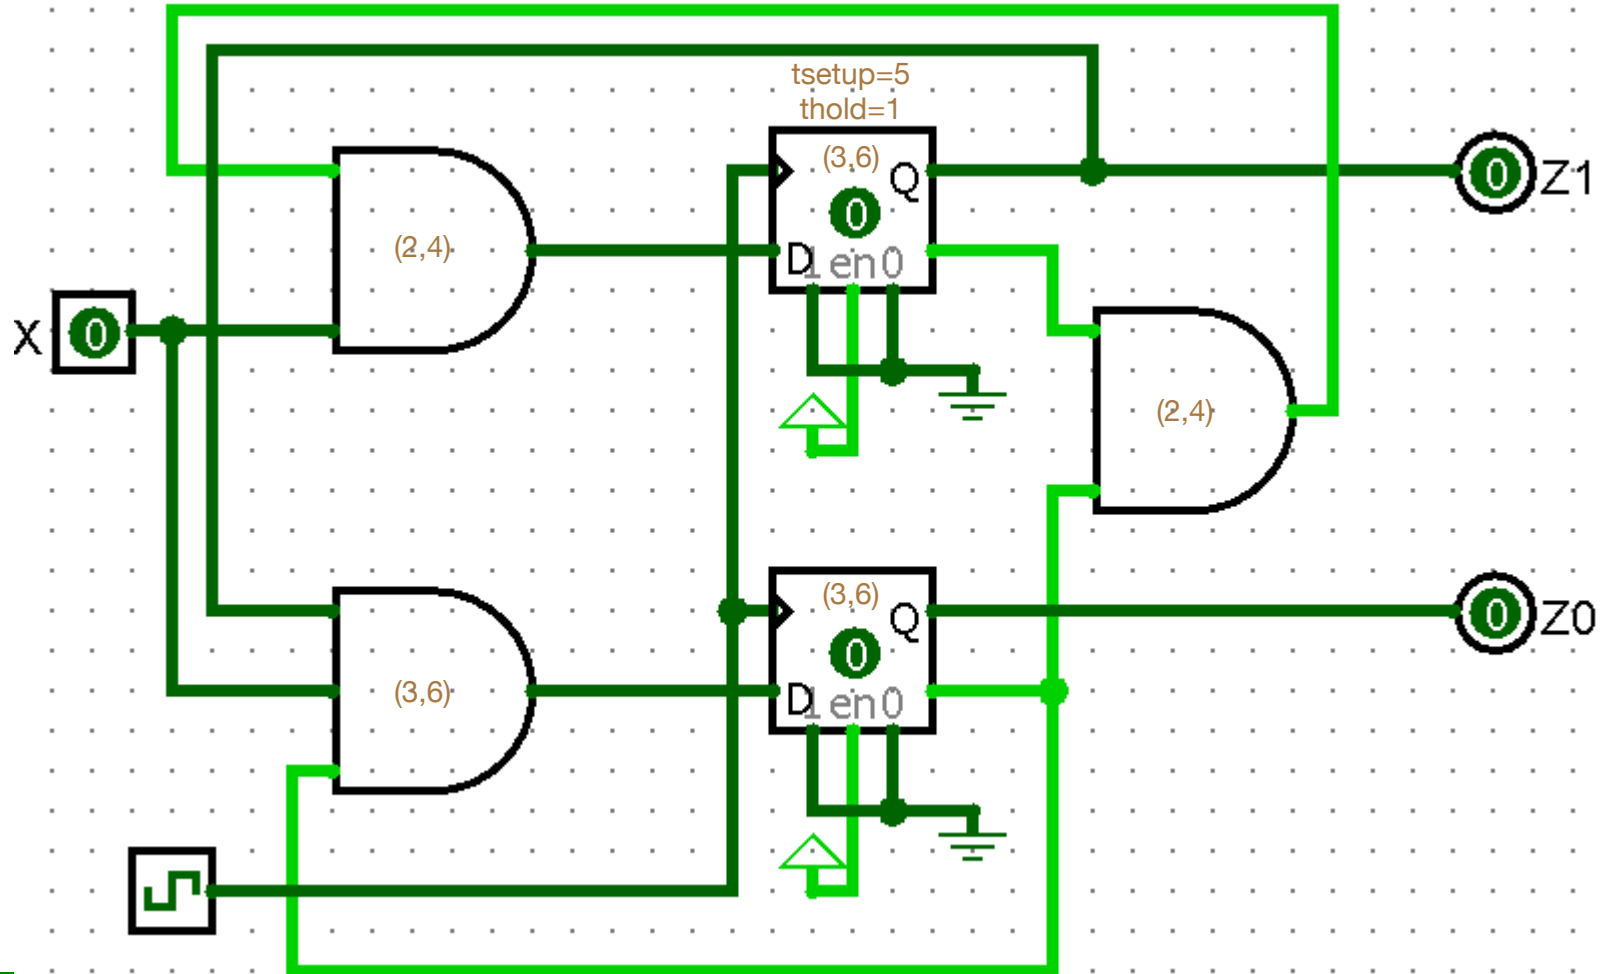 tsetup=5
thold=1
(3,6)
Q
0
D
1 en 0
(2,4)
X
0
0
Z1
(2,4)
(3,6)
Q
0
D
1 en 0
(3,6)
0
Z0